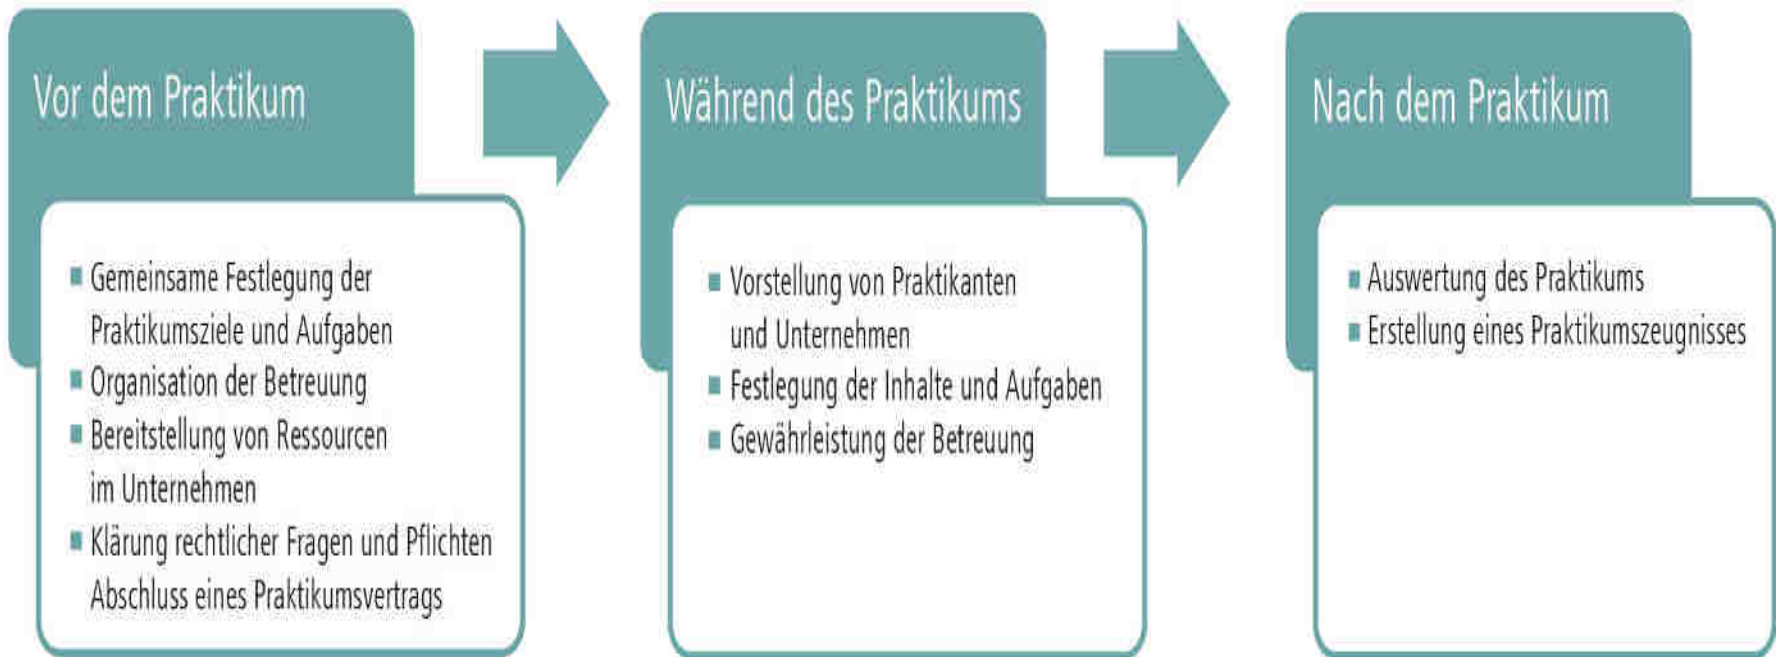 Vor dem Praktikum
■ Gemeinsame Festlegung der
Praktikumsziele und Aufgaben
■ Organisation der Betreuung
■ Bereitstellung von Ressourcen
im Unternehmen
■ Klärung rechtlicher Fragen und Pflichten
Abschluss eines Praktikumsvertrags
Während des Praktikums
■ Vorstellung von Praktikanten
und Unternehmen
■ Festlegung der Inhalte und Aufgaben
■ Gewährleistung der Betreuung
Nach dem Praktikum
■ Auswertung des Praktikums
■ Erstellung eines Praktikumszeugnisses